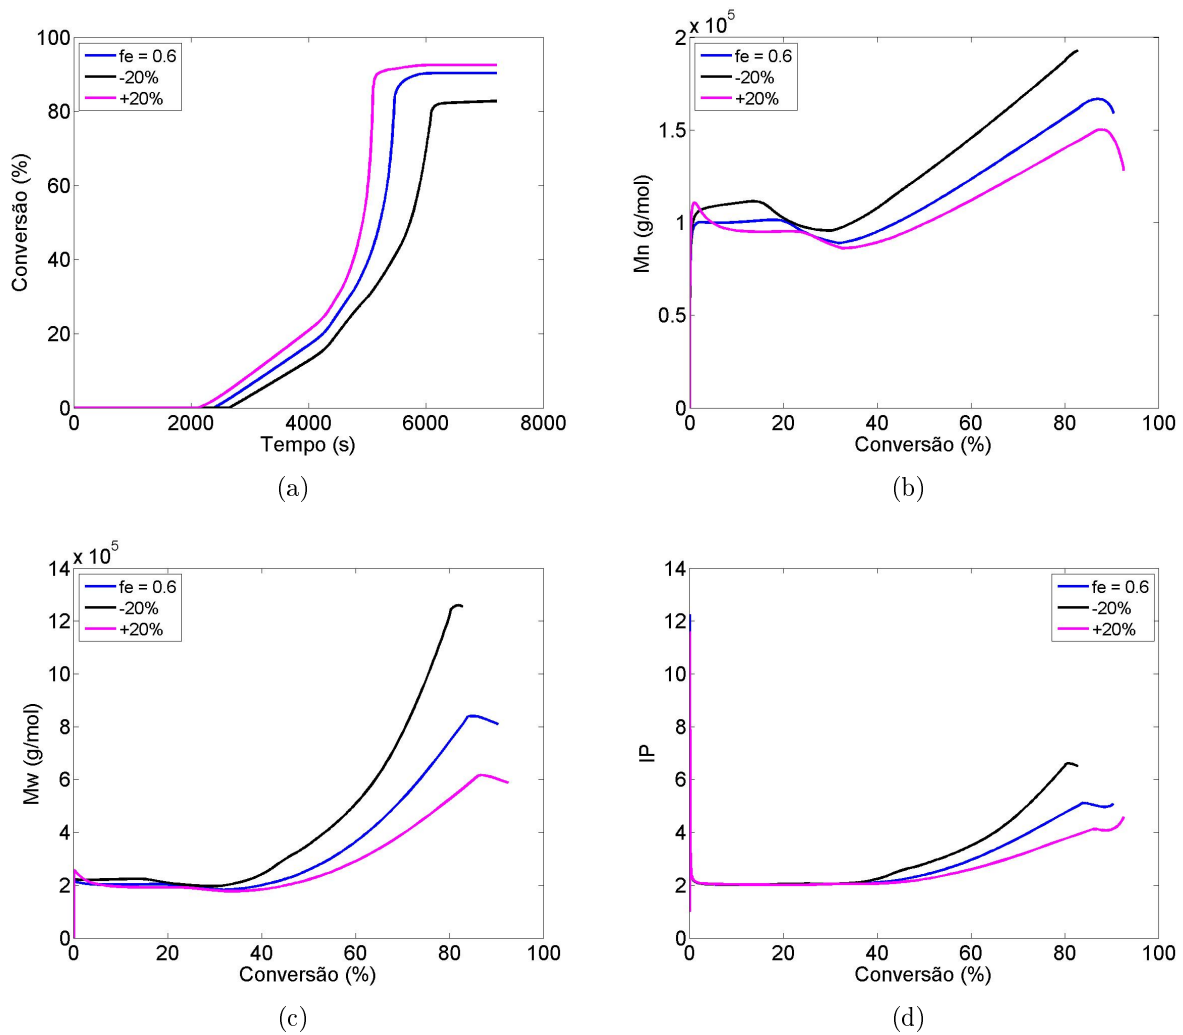 100
80
60
40
20
0
0 2000 4000 6000 8000
Conversão (%)
Tempo (s)
fe = 0.6
-20%
+20%
(a)
2 x 10^5
1.5
1
0.5
0
0 20 40 60 80 100
Mn (g/mol)
Conversão (%)
fe = 0.6
-20%
+20%
(b)
14 x 10^5
12
10
8
6
4
2
0
0 20 40 60 80 100
Mw (g/mol)
Conversão (%)
fe = 0.6
-20%
+20%
(c)
14
12
10
8
6
4
2
0
0 20 40 60 80 100
IP
Conversão (%)
fe = 0.6
-20%
+20%
(d)